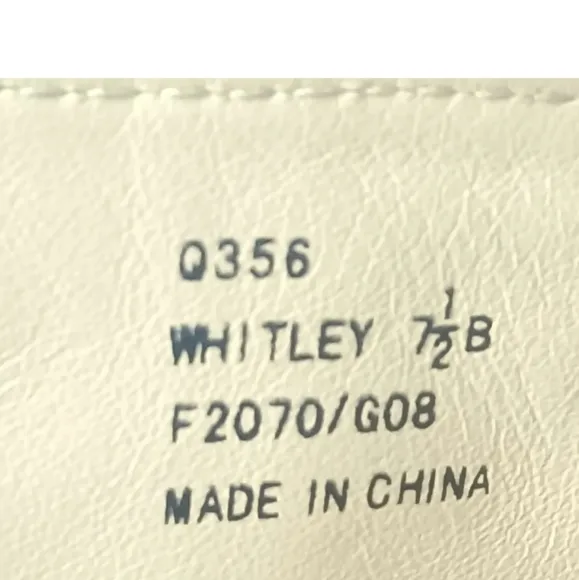 Q356
WHITLEY 7½B
F2070/G08
MADE IN CHINA